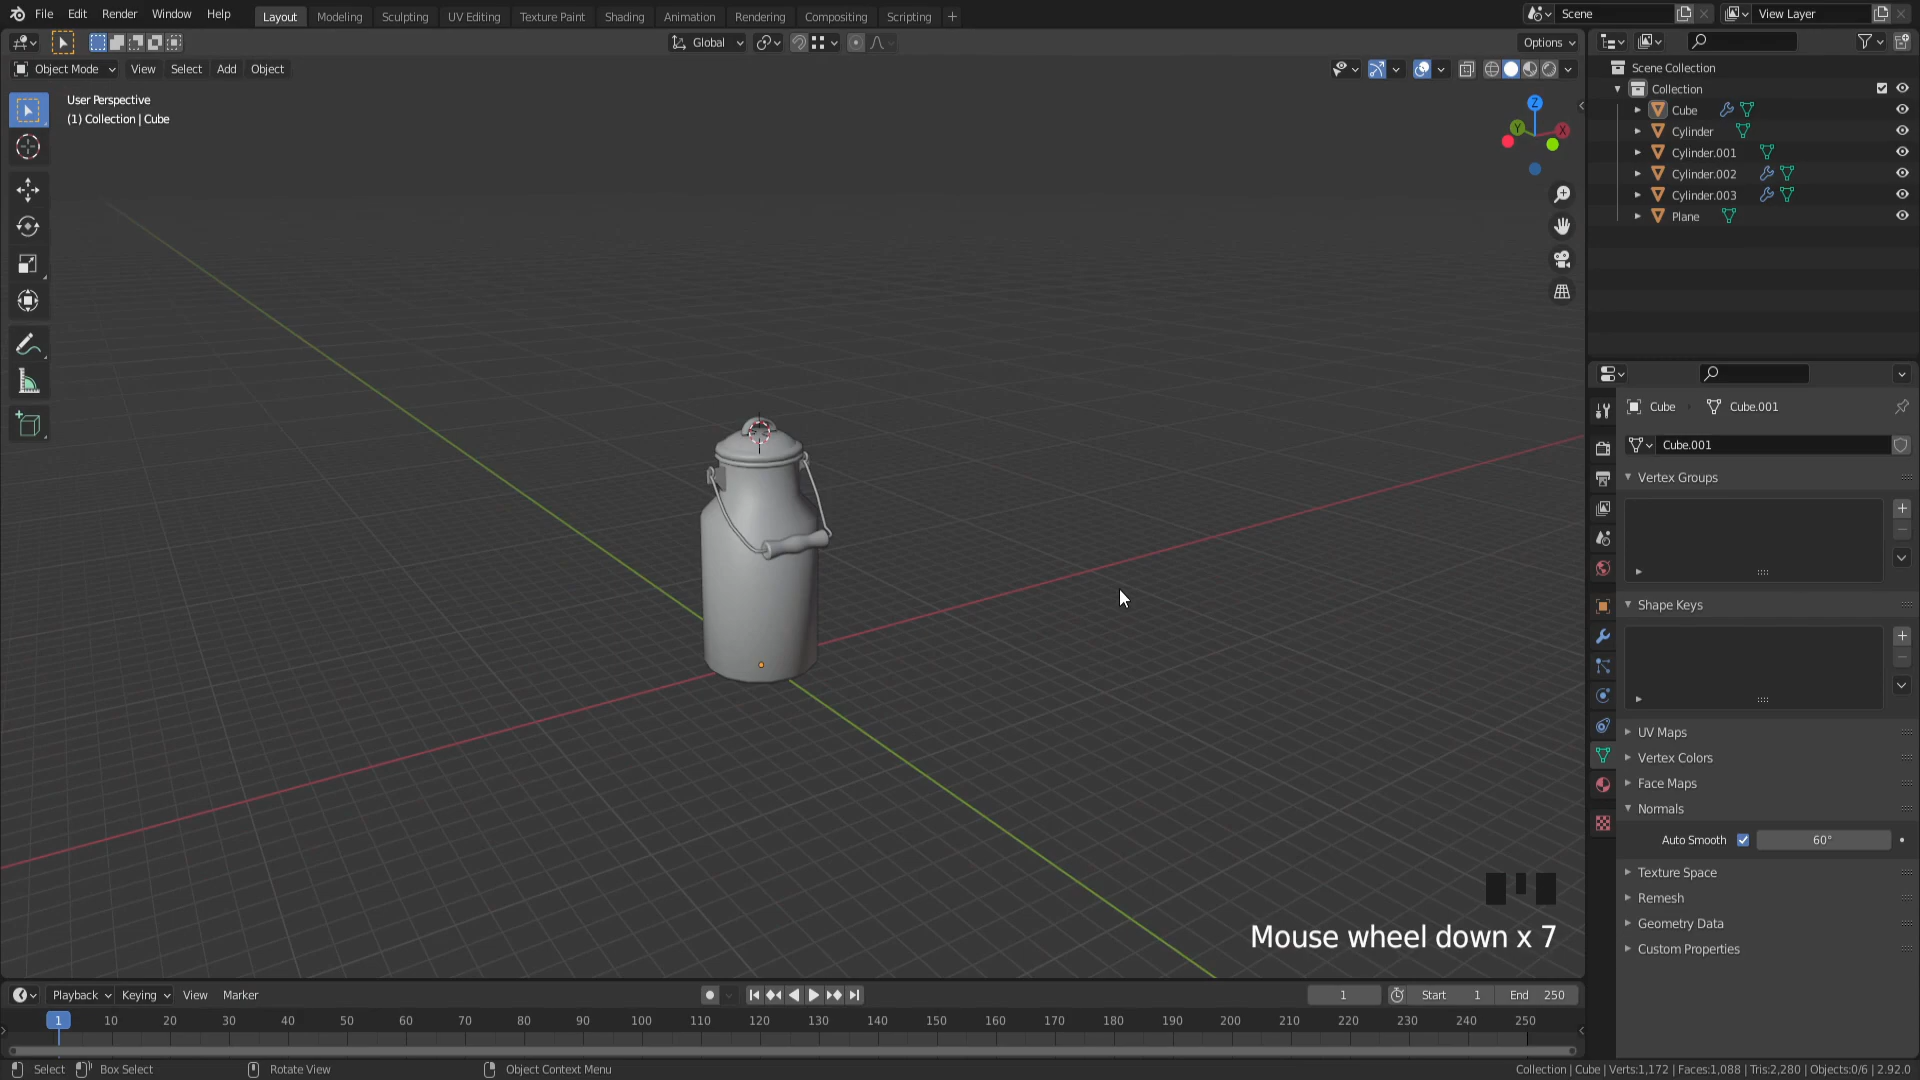 File Edit Render Window Help Layout Modeling Sculpting UV Editing Texture Paint Shading Animation Rendering Compositing Scripting + Scene View Layer
Global Options
Object Mode View Select Add Object
User Perspective
(1) Collection | Cube
Z
Y
X
Scene Collection
Collection
Cube
Cylinder
Cylinder.001
Cylinder.002
Cylinder.003
Plane
Cube Cube.001
Cube.001
Vertex Groups
Shape Keys
UV Maps
Vertex Colors
Face Maps
Normals
Auto Smooth 60°
Texture Space
Remesh
Geometry Data
Custom Properties
Mouse wheel down x 7
Playback Keying View Marker 1 Start 1 End 250
1 10 20 30 40 50 60 70 80 90 100 110 120 130 140 150 160 170 180 190 200 210 220 230 240 250
Select Box Select Rotate View Object Context Menu Collection | Cube | Verts:1,172 | Faces:1,088 | Tris:2,280 | Objects:0/6 | 2.92.0